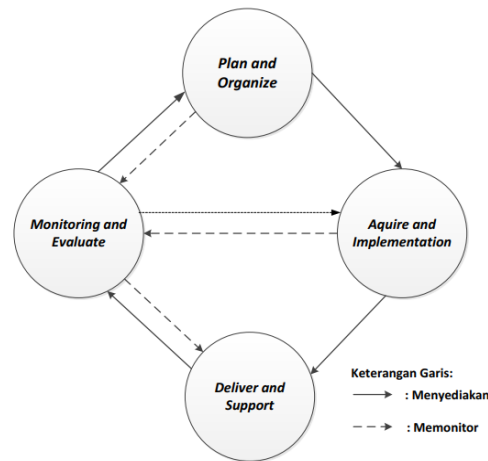 Plan and
Organize
Monitoring and
Evaluate
Aquire and
Implementation
Deliver and
Support
Keterangan Garis:
: Menyediakan
: Memonitor